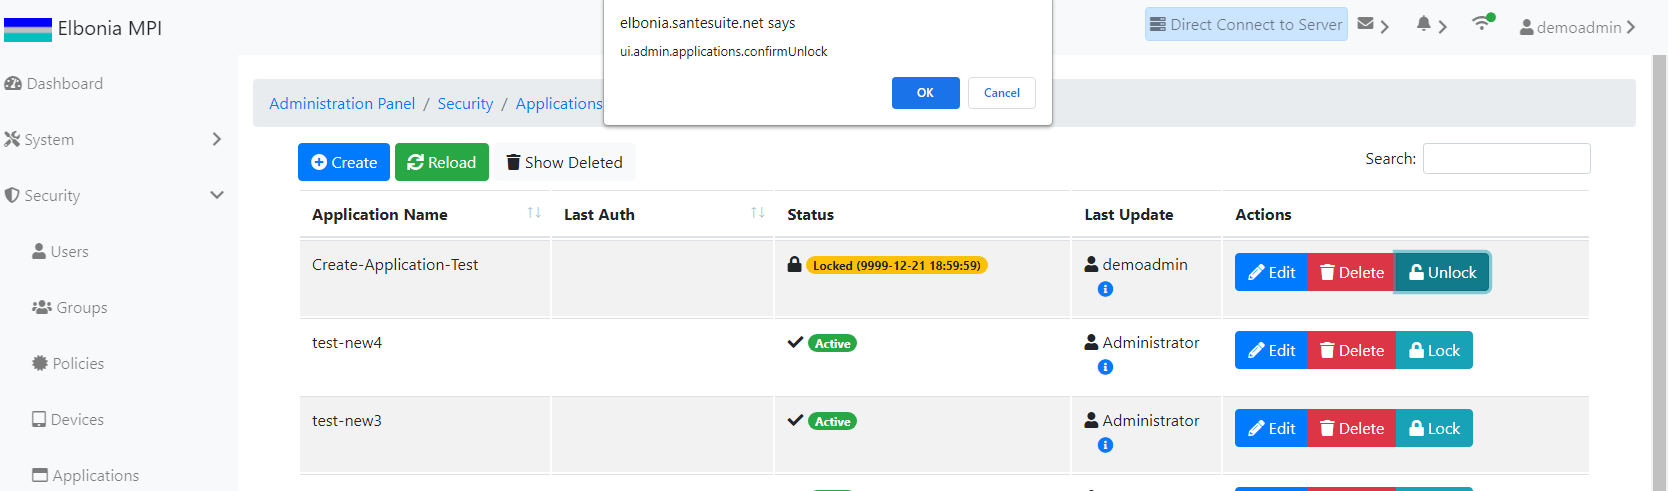 Elbonia MPI
elbonia.santesuite.net says
ui.admin.applications.confirmUnlock
OK
Cancel
Direct Connect to Server
demoadmin
Dashboard
System
Security
Users
Groups
Policies
Devices
Applications
Administration Panel / Security / Applications
Create
Reload
Show Deleted
Search:
Application Name Last Auth Status Last Update Actions
Create-Application-Test Locked (9999-12-21 18:59:59) demoadmin Edit Delete Unlock
test-new4 Active Administrator Edit Delete Lock
test-new3 Active Administrator Edit Delete Lock